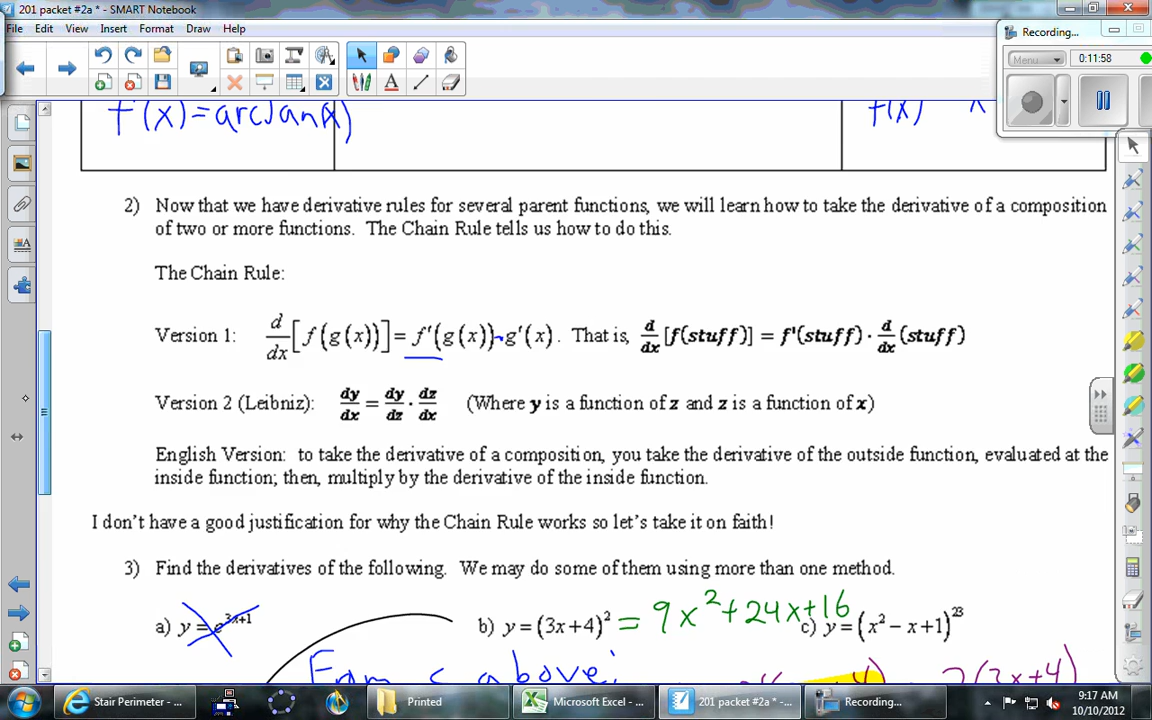 201 packet #2a * - SMART Notebook
File Edit View Insert Format Draw Help
Recording...
Menu
0:11:58
f(x)=arctan(x)
f(x) x
2) Now that we have derivative rules for several parent functions, we will learn how to take the derivative of a composition
of two or more functions. The Chain Rule tells us how to do this.
The Chain Rule:
Version 1: d/dx[f(g(x))]= f'(g(x))·g'(x). That is, d/dx[f(stuff)] = f'(stuff) · d/dx(stuff)
Version 2 (Leibniz): dy/dx = dy/dz · dz/dx (Where y is a function of z and z is a function of x)
English Version: to take the derivative of a composition, you take the derivative of the outside function, evaluated at the
inside function; then, multiply by the derivative of the inside function.
I don't have a good justification for why the Chain Rule works so let's take it on faith!
3) Find the derivatives of the following. We may do some of them using more than one method.
a) y = e^{3x+1} b) y = (3x+4)² = 9x²+24x+16 c) y = (x² − x+1)^{23}
From c above:
2(3x+4)
Stair Perimeter - ... Printed Microsoft Excel - ... 201 packet #2a * -... Recording...
9:17 AM
10/10/2012